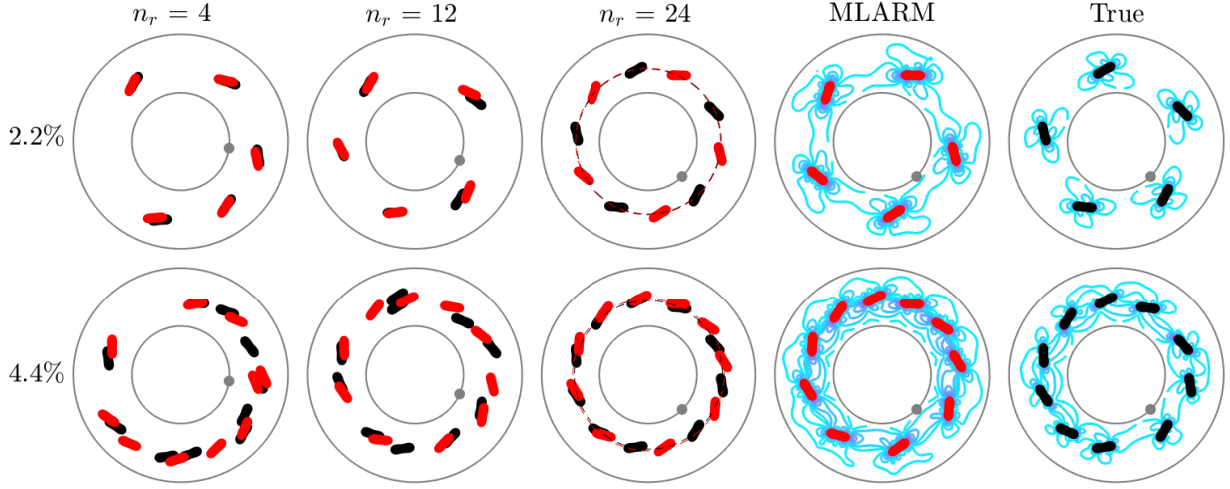 n_r = 4 n_r = 12 n_r = 24 MLARM True
2.2%
4.4%